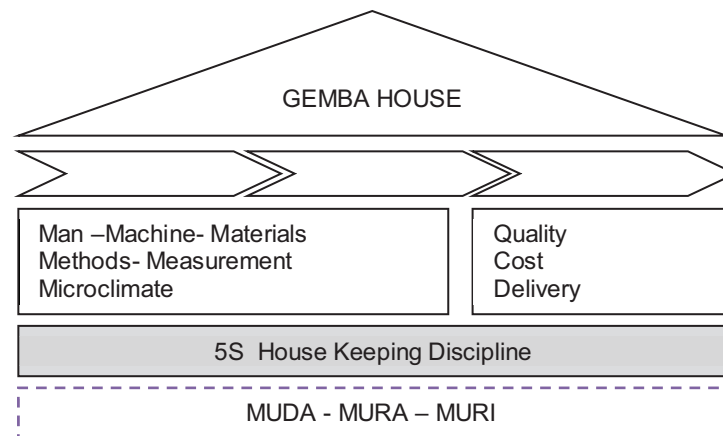 GEMBA HOUSE
Man –Machine- Materials
Methods- Measurement
Microclimate
Quality
Cost
Delivery
5S  House Keeping Discipline
MUDA - MURA – MURI